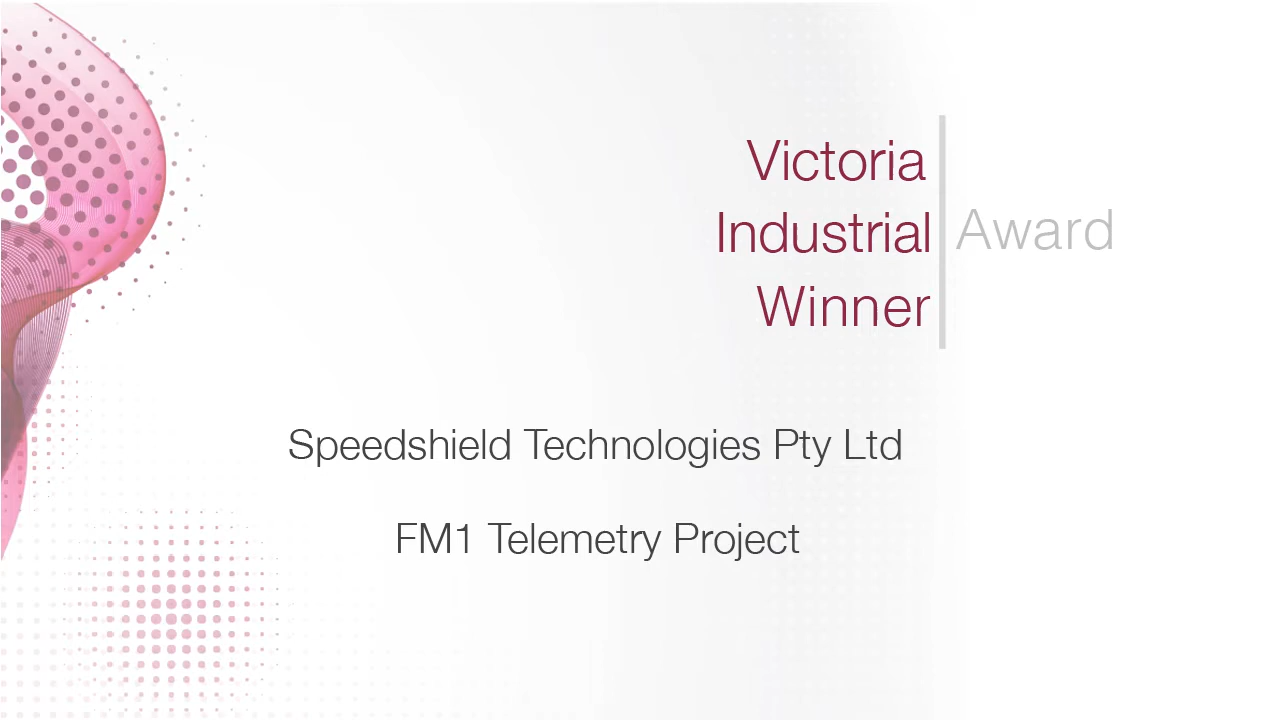 Victoria
Industrial
Winner
Award
Speedshield Technologies Pty Ltd
FM1 Telemetry Project